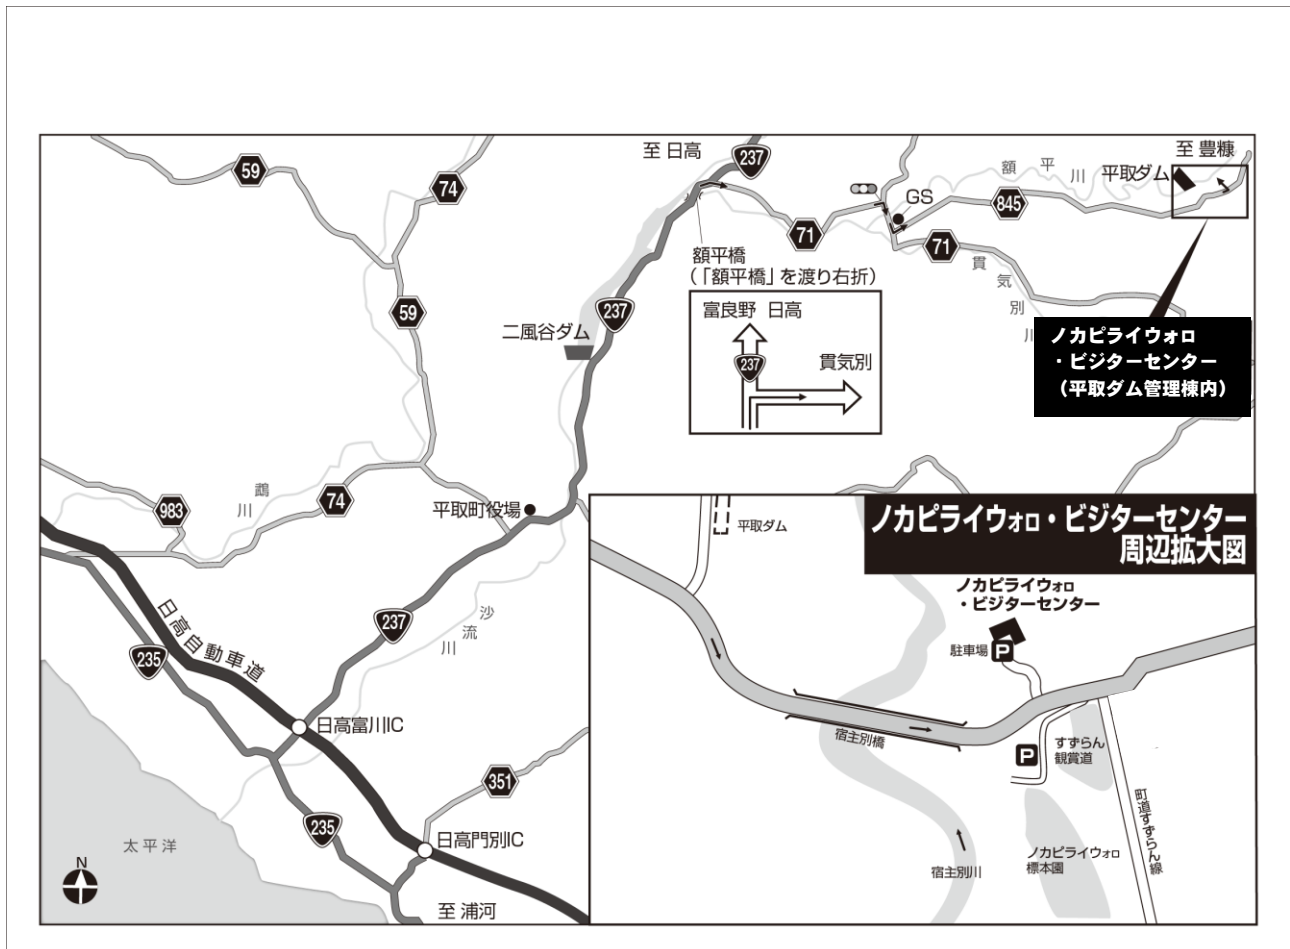 至 日高
237
至 豊糠
59
74
額平川
平取ダム
GS
845
71
71
額平橋
(「額平橋」を渡り右折)
貫気別川
59
237
富良野 日高
237
貫気別
二風谷ダム
ノカピライウォロ
・ビジターセンター
(平取ダム管理棟内)
鵡川
983
74
平取町役場
237
沙流川
日高自動車道
235
日高富川IC
351
235
日高門別IC
太平洋
N
至 浦河
ノカピライウォロ・ビジターセンター
周辺拡大図
平取ダム
ノカピライウォロ
・ビジターセンター
駐車場
P
宿主別橋
P
すずらん
観賞道
町道すずらん線
ノカピライウォロ
標本園
宿主別川